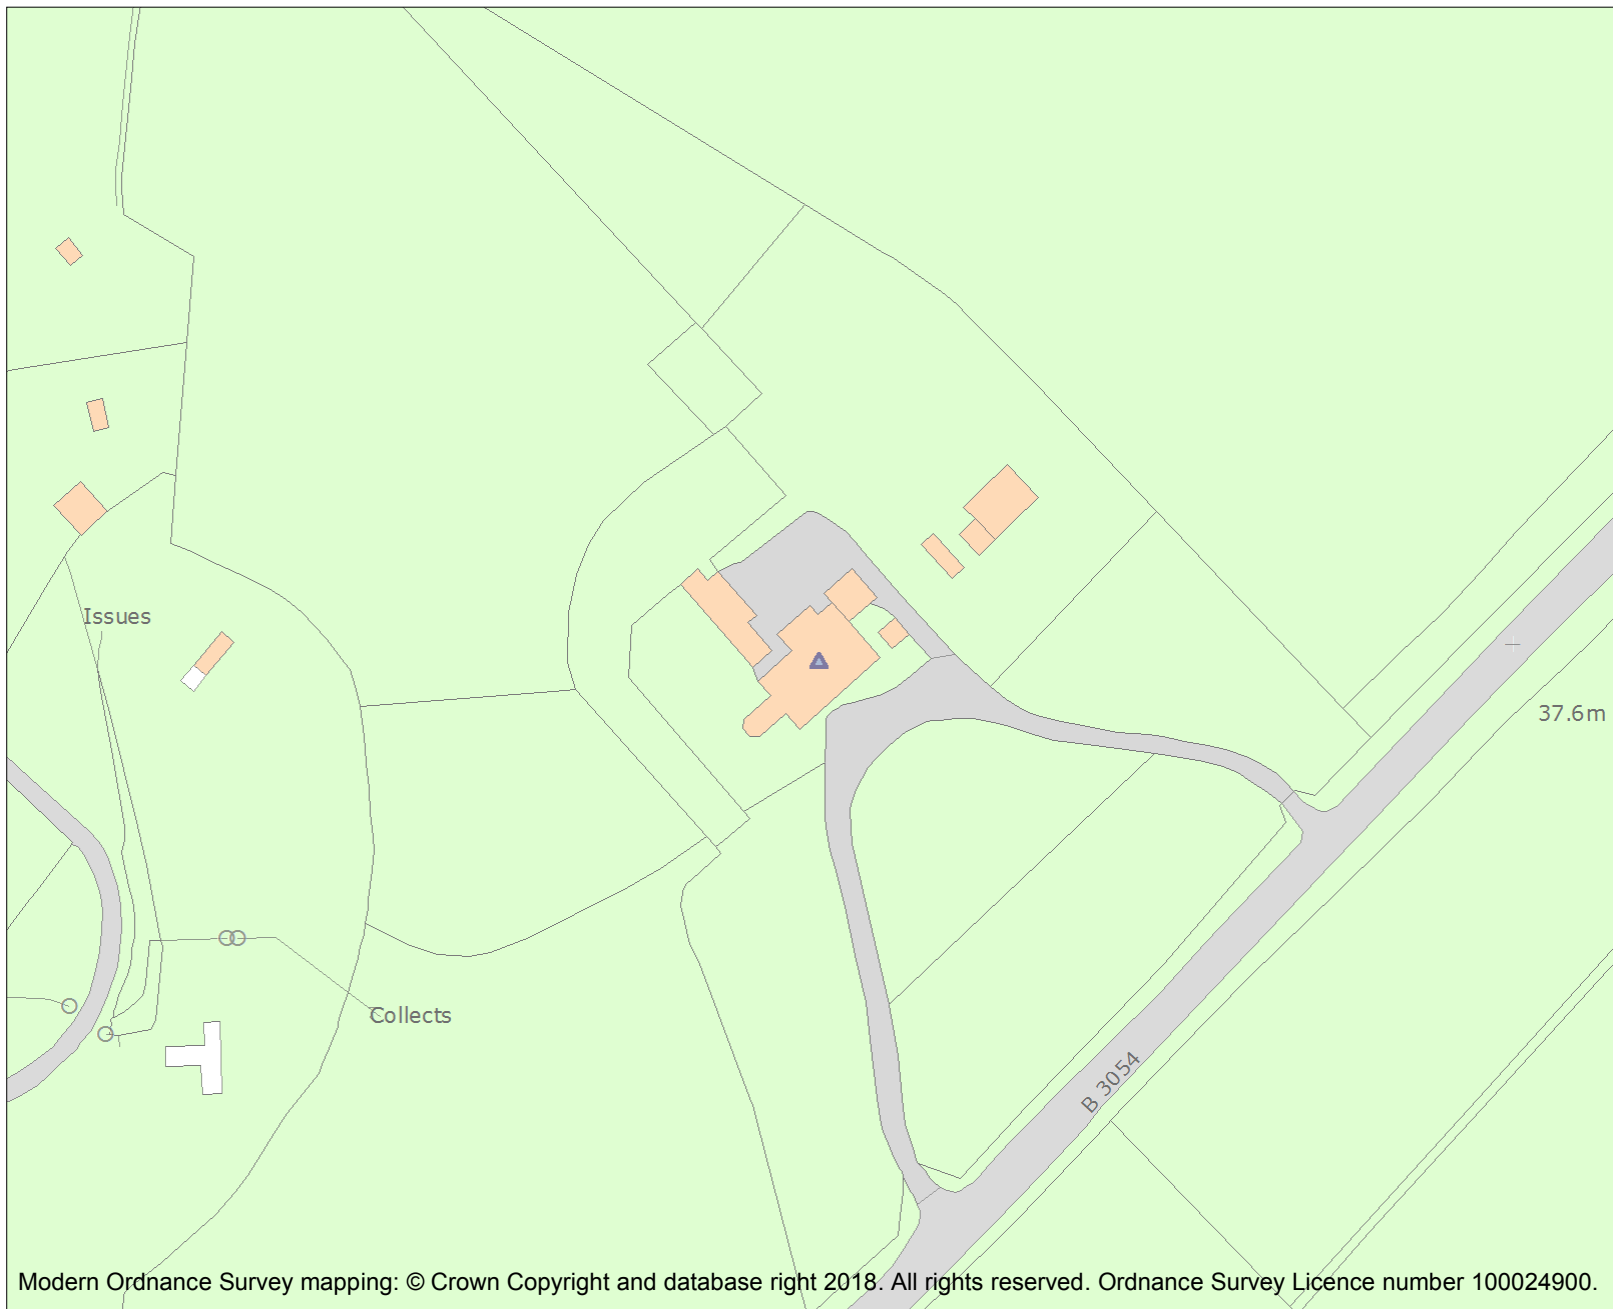 Issues
37.6m
Collects
B 3054
Modern Ordnance Survey mapping: © Crown Copyright and database right 2018. All rights reserved. Ordnance Survey Licence number 100024900.